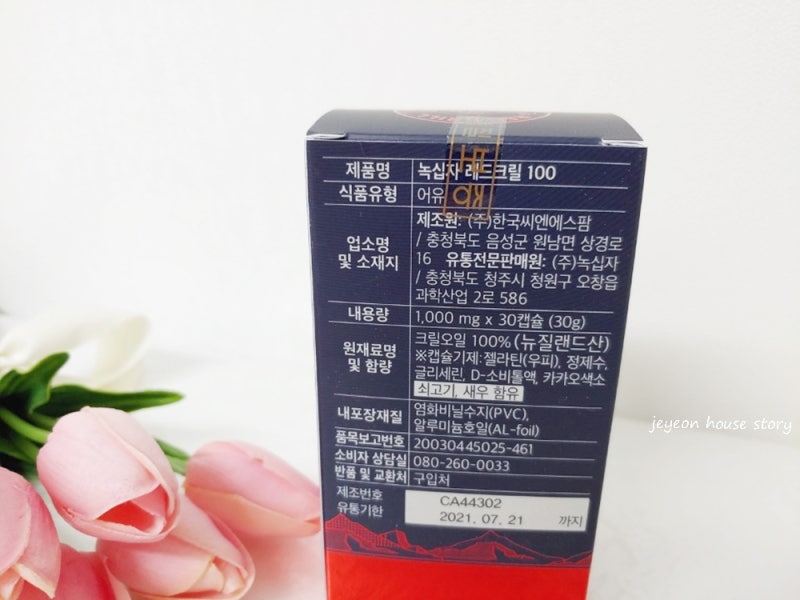 제품명 녹십자 레드크릴 100
식품유형 어유
업소명 및 소재지
제조원: (주)한국씨엔에스팜
/ 충청북도 음성군 원남면 상경로
16 유통전문판매원: (주)녹십자
/ 충청북도 청주시 청원구 오창읍
과학산업 2로 586
내용량 1,000 mg x 30캡슐 (30g)
원재료명 및 함량
크릴오일 100% (뉴질랜드산)
※캡슐기제:젤라틴(우피), 정제수,
글리세린, D-소비톨액, 카카오색소
쇠고기, 새우 함유
내포장재질
염화비닐수지(PVC),
알루미늄호일(AL-foil)
품목보고번호 20030445025-461
소비자 상담실 080-260-0033
반품 및 교환처 구입처
제조번호 CA44302
유통기한 2021. 07. 21 까지
jeyeon house story